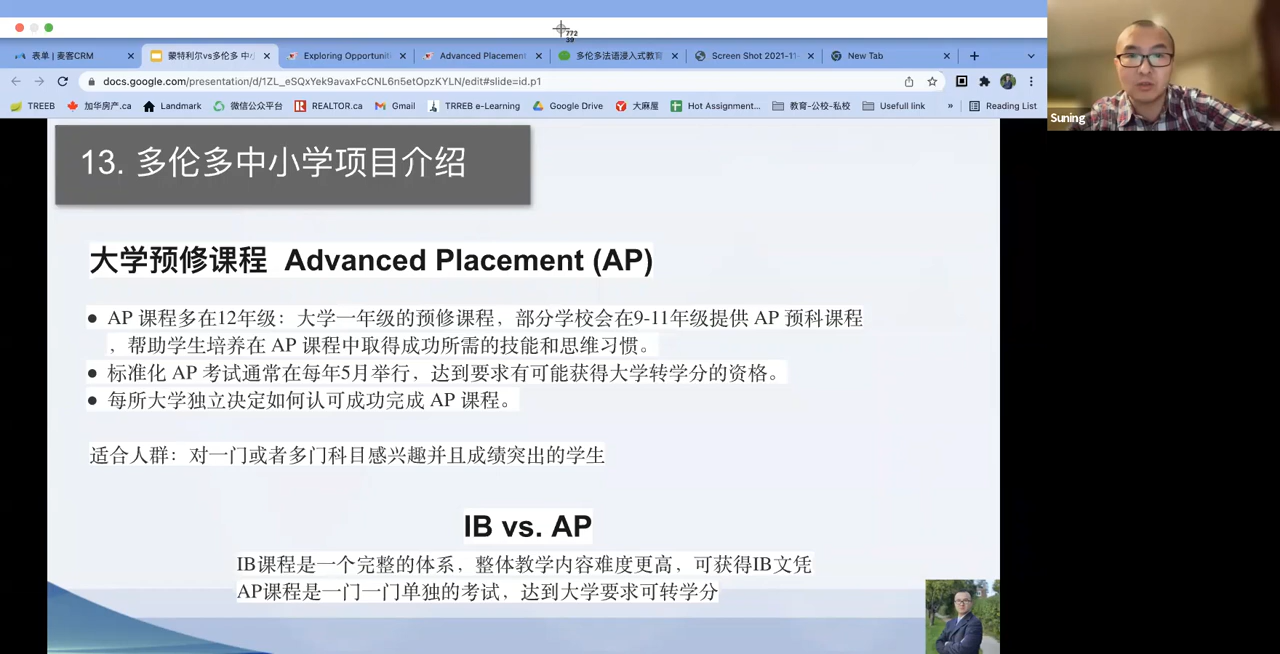 772
39
表单 | 麦客CRM
蒙特利尔vs多伦多 中小
Exploring Opportuni
Advanced Placement
多伦多法语浸入式教育
Screen Shot 2021-11
New Tab
docs.google.com/presentation/d/1ZL_eSQxYek9avaxFcCNL6n5etOpzKYLN/edit#slide=id.p1
TREEB
加华房产.ca
Landmark
微信公众平台
REALTOR.ca
Gmail
TRREB e-Learning
Google Drive
大麻屋
Hot Assignment...
教育-公校-私校
Usefull link
»
Reading List
Suning
13. 多伦多中小学项目介绍
大学预修课程 Advanced Placement (AP)
● AP 课程多在12年级：大学一年级的预修课程，部分学校会在9-11年级提供 AP 预科课程
，帮助学生培养在 AP 课程中取得成功所需的技能和思维习惯。
● 标准化 AP 考试通常在每年5月举行，达到要求有可能获得大学转学分的资格。
● 每所大学独立决定如何认可成功完成 AP 课程。
适合人群：对一门或者多门科目感兴趣并且成绩突出的学生
IB vs. AP
IB课程是一个完整的体系，整体教学内容难度更高，可获得IB文凭
AP课程是一门一门单独的考试，达到大学要求可转学分